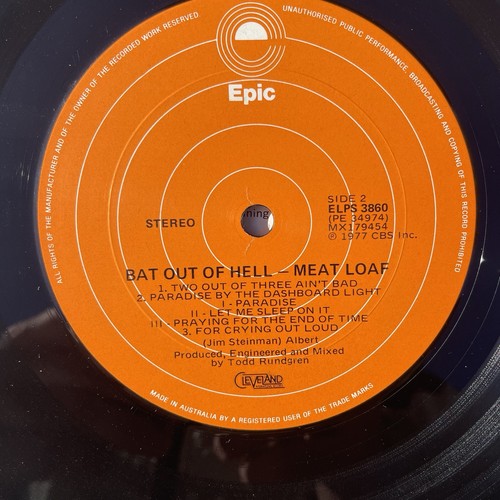 ALL RIGHTS OF THE MANUFACTURER AND OF THE OWNER OF THE RECORDED WORK RESERVED
UNAUTHORISED PUBLIC PERFORMANCE, BROADCASTING AND COPYING OF THIS RECORD PROHIBITED
Epic
STEREO
SIDE 2
ELPS 3860
(PE 34974)
MX179454
℗ 1977 CBS Inc.
BAT OUT OF HELL – MEAT LOAF
1. TWO OUT OF THREE AIN'T BAD
2. PARADISE BY THE DASHBOARD LIGHT
I - PARADISE
II - LET ME SLEEP ON IT
III - PRAYING FOR THE END OF TIME
3. FOR CRYING OUT LOUD
(Jim Steinman) Albert
Produced, Engineered and Mixed
by Todd Rundgren
CLEVELAND
MADE IN AUSTRALIA BY A REGISTERED USER OF THE TRADE MARKS